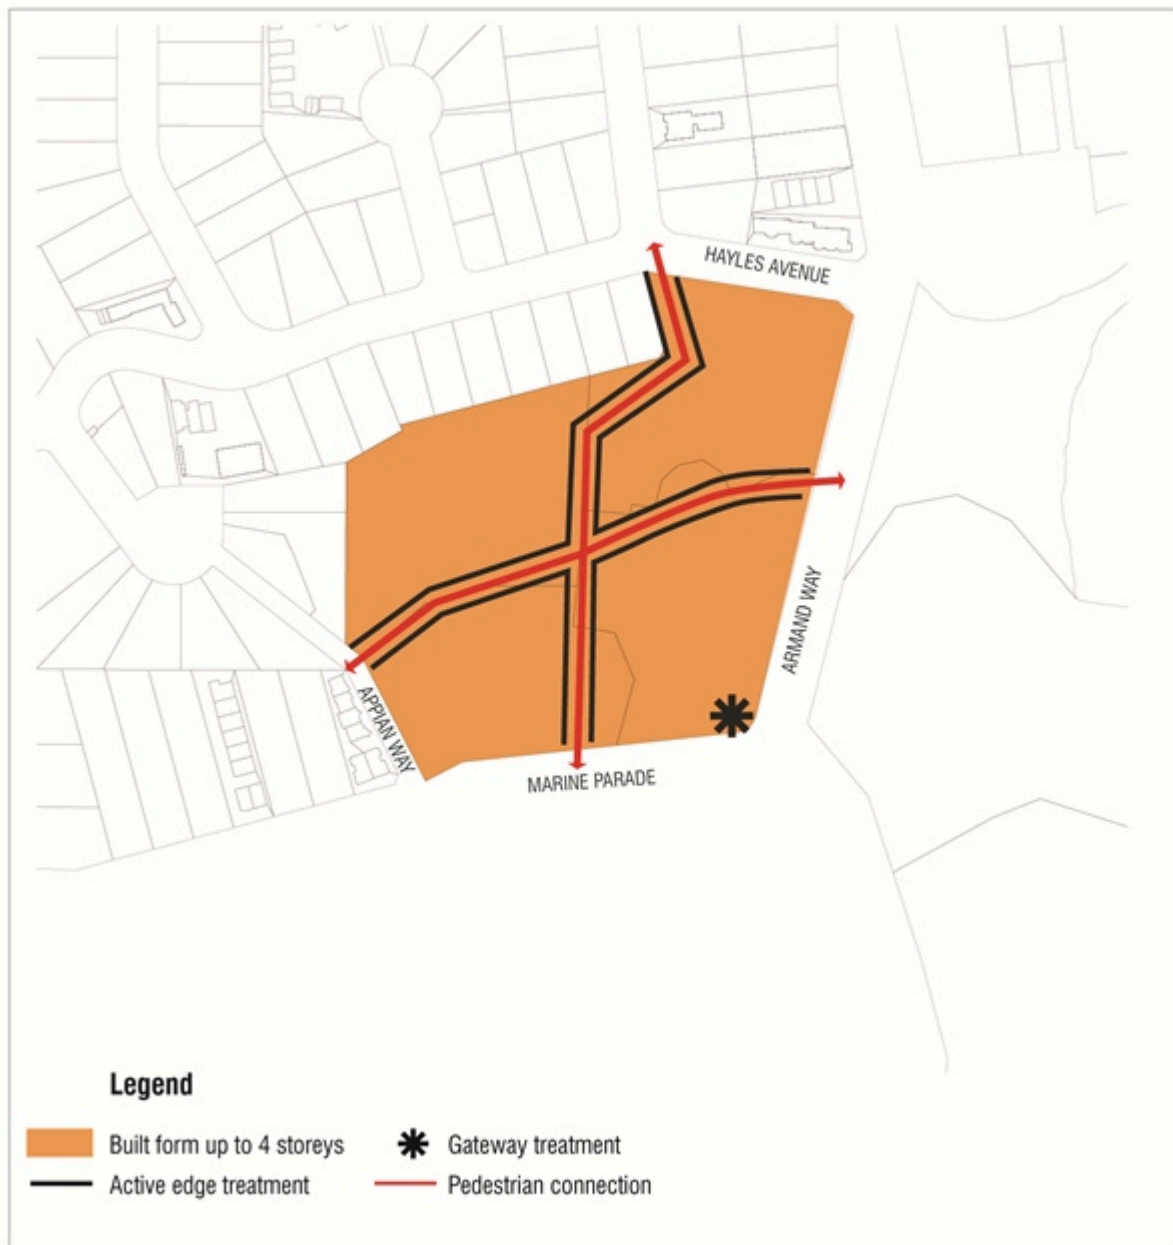 HAYLES AVENUE
ARMAND WAY
APPIAN WAY
MARINE PARADE
Legend
Built form up to 4 storeys
Gateway treatment
Active edge treatment
Pedestrian connection